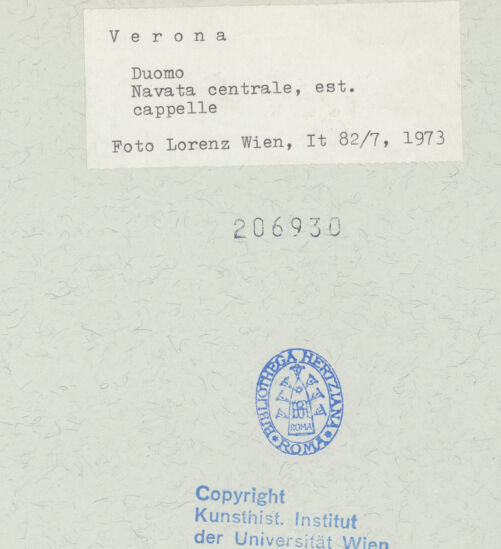 V e r o n a
Duomo
Navata centrale, est.
cappelle
Foto Lorenz Wien, It 82/7, 1973
206930
BIBLIOTHECA HERTZIANA
ROMA
• ROMA •
Copyright
Kunsthist. Institut
der Universität Wien